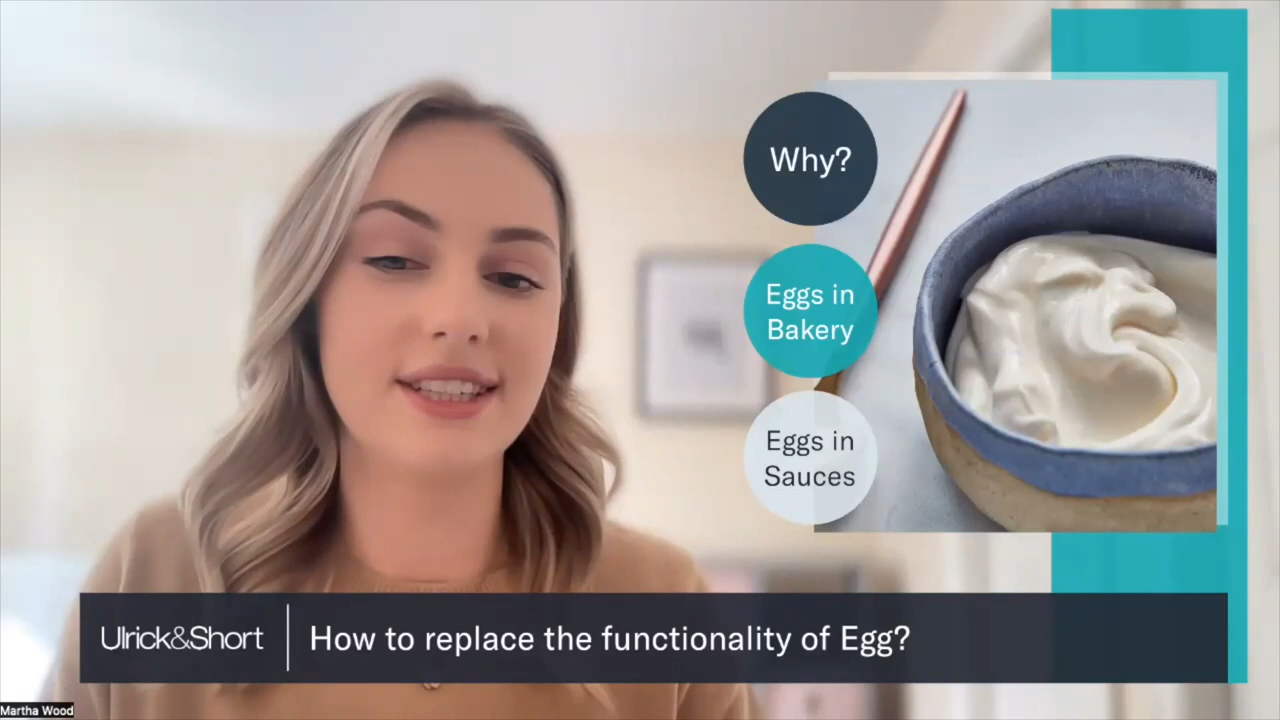 Why?
Eggs in
Bakery
Eggs in
Sauces
Ulrick&Short
How to replace the functionality of Egg?
Martha Wood